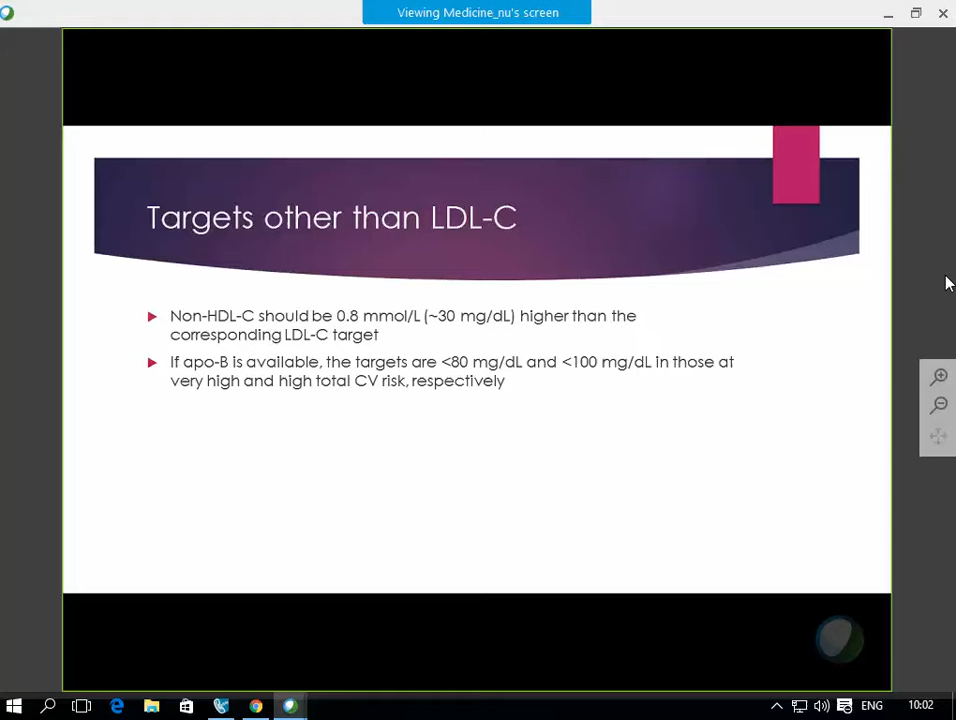 Viewing Medicine_nu's screen
Targets other than LDL-C
Non-HDL-C should be 0.8 mmol/L (~30 mg/dL) higher than the
corresponding LDL-C target
If apo-B is available, the targets are <80 mg/dL and <100 mg/dL in those at
very high and high total CV risk, respectively
ENG
10:02